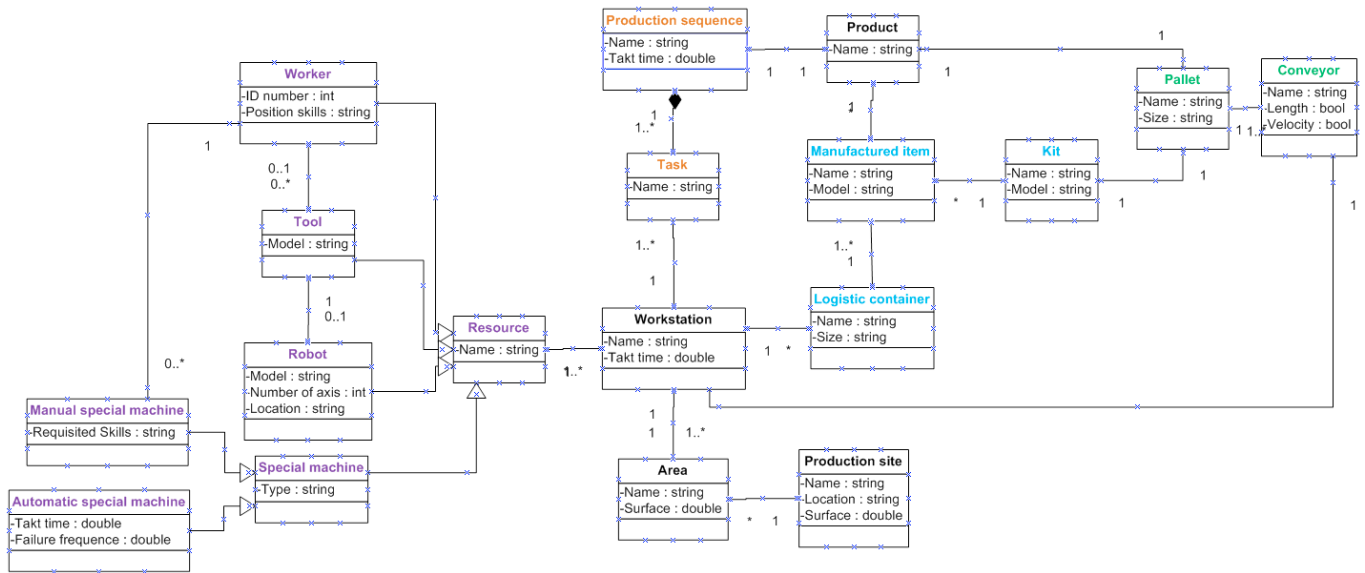 Production sequence
-Name : string
-Takt time : double
Product
-Name : string
1
1
1
1
Worker
-ID number : int
-Position skills : string
1
Pallet
-Name : string
-Size : string
Conveyor
-Name : string
-Length : bool
-Velocity : bool
1
1..*
1
1..*
Task
-Name : string
*
Manufactured item
-Name : string
-Model : string
Kit
-Name : string
-Model : string
*
1
1
1
1
0..1
0..*
Tool
-Model : string
1..*
1
1..*
1
1
0..1
Logistic container
-Name : string
-Size : string
Resource
-Name : string
Workstation
-Name : string
-Takt time : double
1
*
1..*
Robot
-Model : string
-Number of axis : int
-Location : string
0..*
Manual special machine
-Requisited Skills : string
1
1
1..*
Special machine
-Type : string
Area
-Name : string
-Surface : double
Production site
-Name : string
-Location : string
-Surface : double
*
1
Automatic special machine
-Takt time : double
-Failure frequence : double